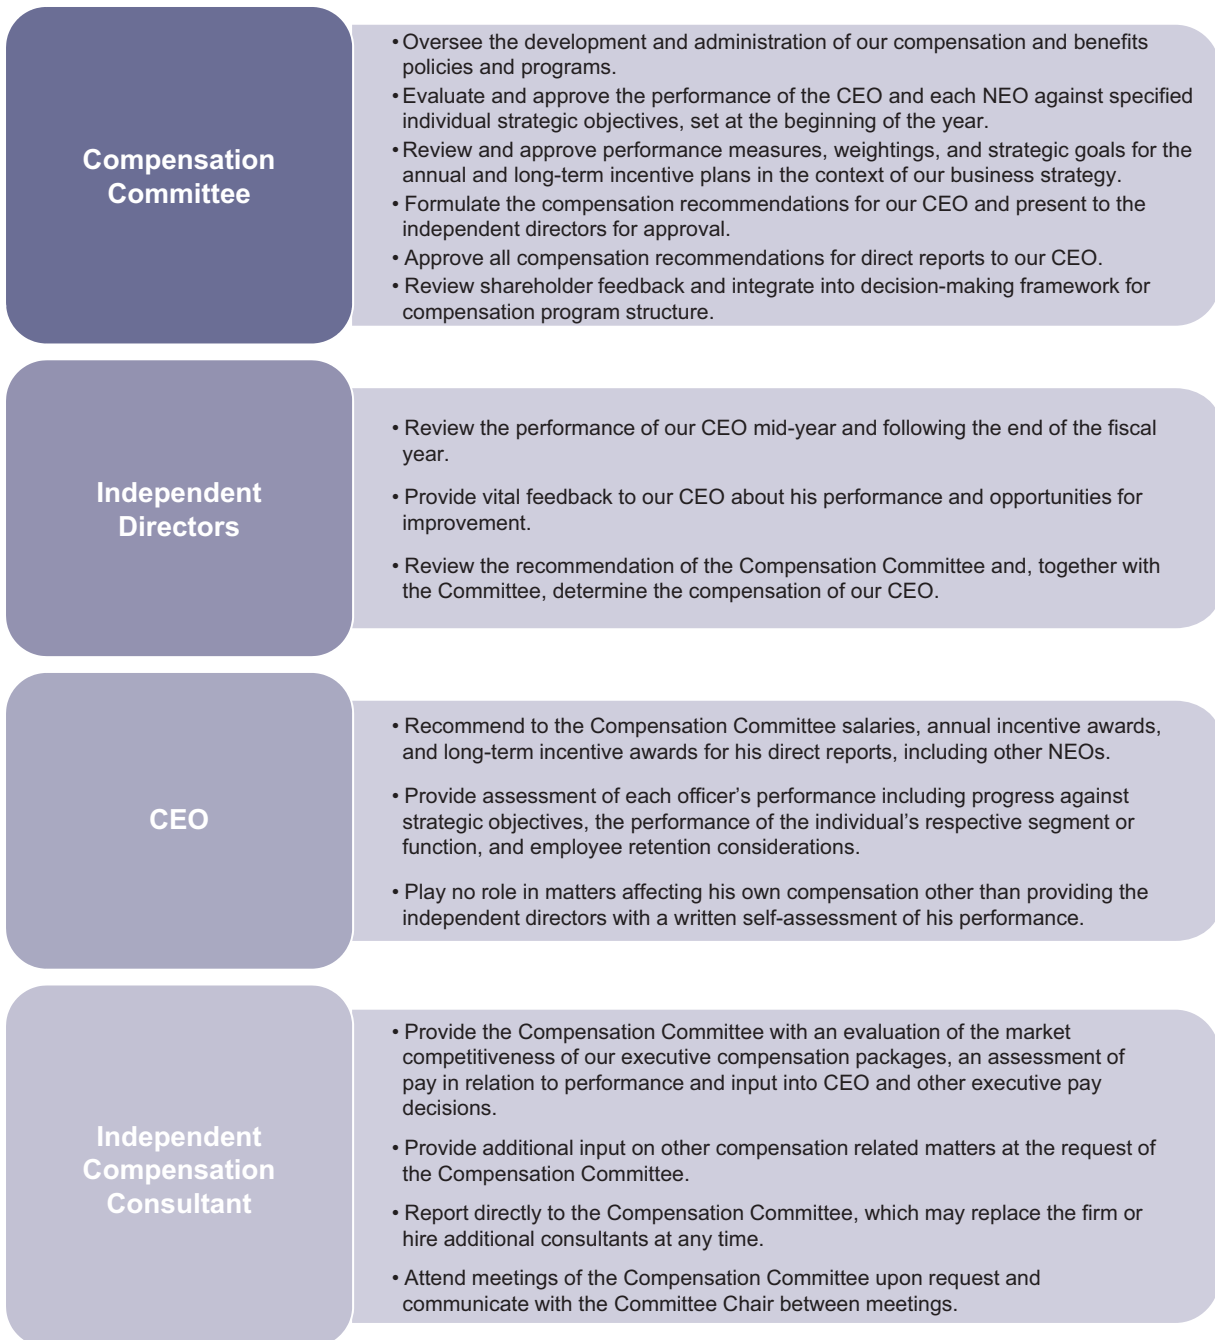 Compensation
Committee
•Oversee the development and administration of our compensation and benefits
policies and programs.
•Evaluate and approve the performance of the CEO and each NEO against specified
individual strategic objectives, set at the beginning of the year.
•Review and approve performance measures, weightings, and strategic goals for the
annual and long-term incentive plans in the context of our business strategy.
• Formulate the compensation recommendations for our CEO and present to the
independent directors for approval.
• Approve all compensation recommendations for direct reports to our CEO.
• Review shareholder feedback and integrate into decision-making framework for
compensation program structure.
Independent
Directors
• Review the performance of our CEO mid-year and following the end of the fiscal
year.
• Provide vital feedback to our CEO about his performance and opportunities for
improvement.
• Review the recommendation of the Compensation Committee and, together with
the Committee, determine the compensation of our CEO.
CEO
• Recommend to the Compensation Committee salaries, annual incentive awards,
and long-term incentive awards for his direct reports, including other NEOs.
• Provide assessment of each officer’s performance including progress against
strategic objectives, the performance of the individual’s respective segment or
function, and employee retention considerations.
• Play no role in matters affecting his own compensation other than providing the
independent directors with a written self-assessment of his performance.
Independent
Compensation
Consultant
• Provide the Compensation Committee with an evaluation of the market
competitiveness of our executive compensation packages, an assessment of
pay in relation to performance and input into CEO and other executive pay
decisions.
• Provide additional input on other compensation related matters at the request of
the Compensation Committee.
• Report directly to the Compensation Committee, which may replace the firm or
hire additional consultants at any time.
• Attend meetings of the Compensation Committee upon request and
communicate with the Committee Chair between meetings.